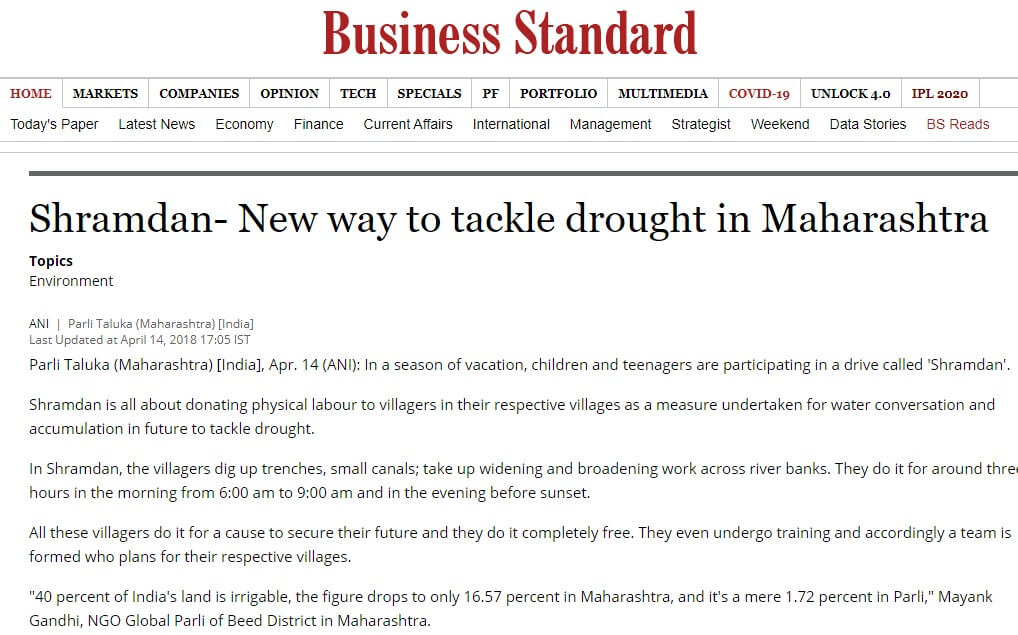 Business Standard
HOME MARKETS COMPANIES OPINION TECH SPECIALS PF PORTFOLIO MULTIMEDIA COVID-19 UNLOCK 4.0 IPL 2020
Today's Paper Latest News Economy Finance Current Affairs International Management Strategist Weekend Data Stories BS Reads
Shramdan- New way to tackle drought in Maharashtra
Topics
Environment
ANI | Parli Taluka (Maharashtra) [India]
Last Updated at April 14, 2018 17:05 IST
Parli Taluka (Maharashtra) [India], Apr. 14 (ANI): In a season of vacation, children and teenagers are participating in a drive called 'Shramdan'.
Shramdan is all about donating physical labour to villagers in their respective villages as a measure undertaken for water conversation and
accumulation in future to tackle drought.
In Shramdan, the villagers dig up trenches, small canals; take up widening and broadening work across river banks. They do it for around three
hours in the morning from 6:00 am to 9:00 am and in the evening before sunset.
All these villagers do it for a cause to secure their future and they do it completely free. They even undergo training and accordingly a team is
formed who plans for their respective villages.
"40 percent of India's land is irrigable, the figure drops to only 16.57 percent in Maharashtra, and it's a mere 1.72 percent in Parli," Mayank
Gandhi, NGO Global Parli of Beed District in Maharashtra.